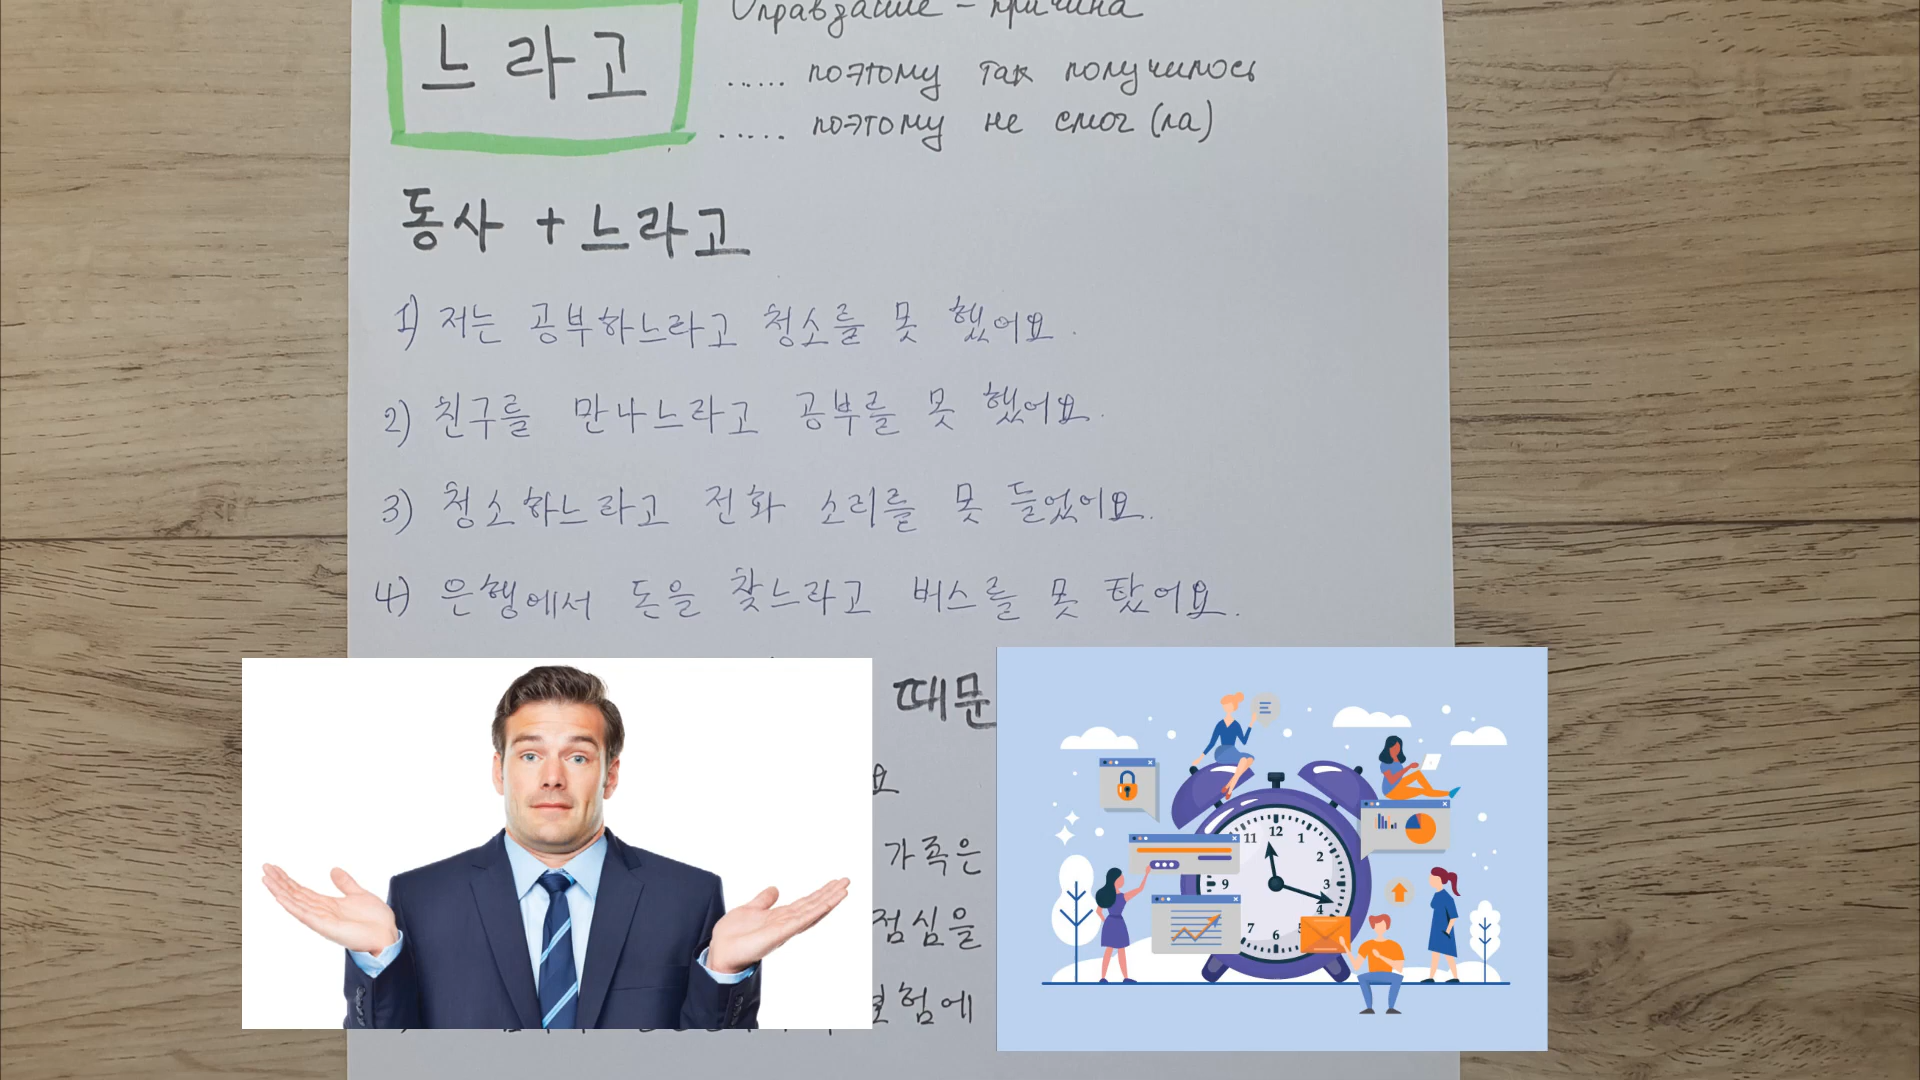 느라고
Оправдание - причина
..... поэтому так получилось
..... поэтому не смог (ла)
동사 + 느라고
1) 저는 공부하느라고 청소를 못 했어요.
2) 친구를 만나느라고 공부를 못 했어요.
3) 청소하느라고 전화 소리를 못 들었어요.
4) 은행에서 돈을 찾느라고 버스를 못 탔어요.
때문
요
가족은
점심을
보험에
11 12 1
2
9 3
4
7 6